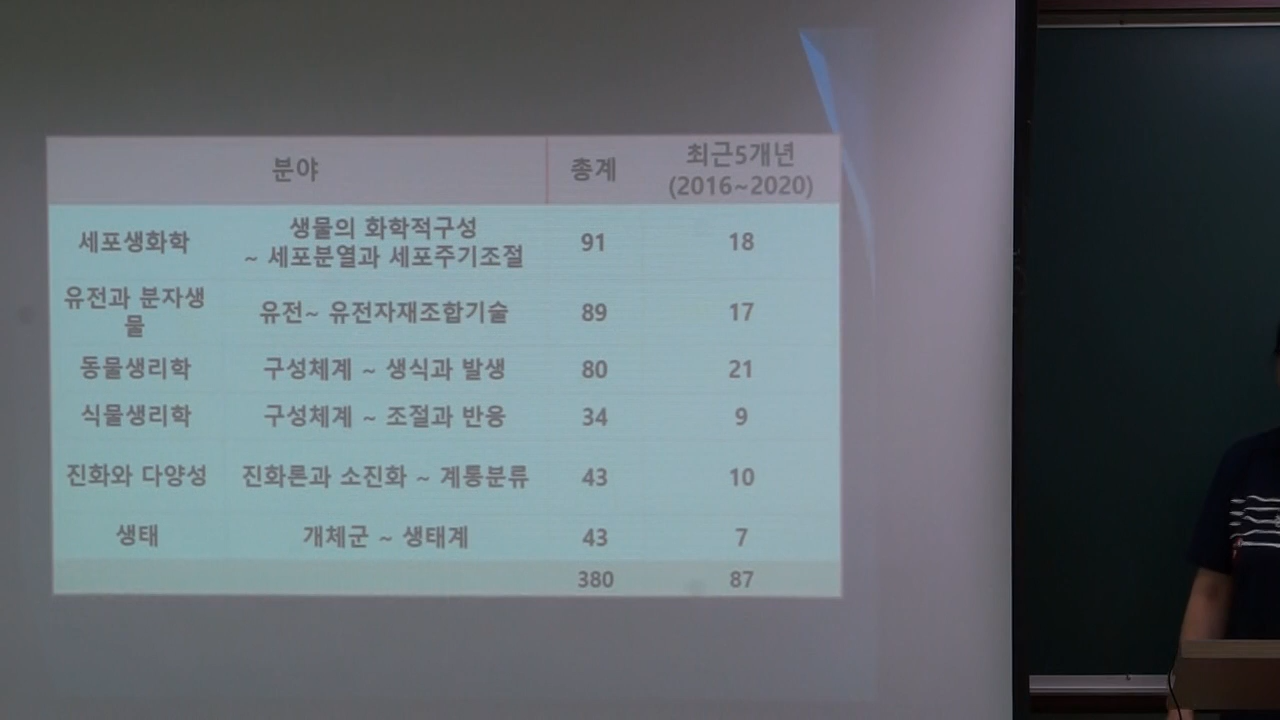 분야 총계 최근5개년
(2016~2020)
세포생화학 생물의 화학적구성
~ 세포분열과 세포주기조절 91 18
유전과 분자생
물 유전~ 유전자재조합기술 89 17
동물생리학 구성체계 ~ 생식과 발생 80 21
식물생리학 구성체계 ~ 조절과 반응 34 9
진화와 다양성 진화론과 소진화 ~ 계통분류 43 10
생태 개체군 ~ 생태계 43 7
380 87